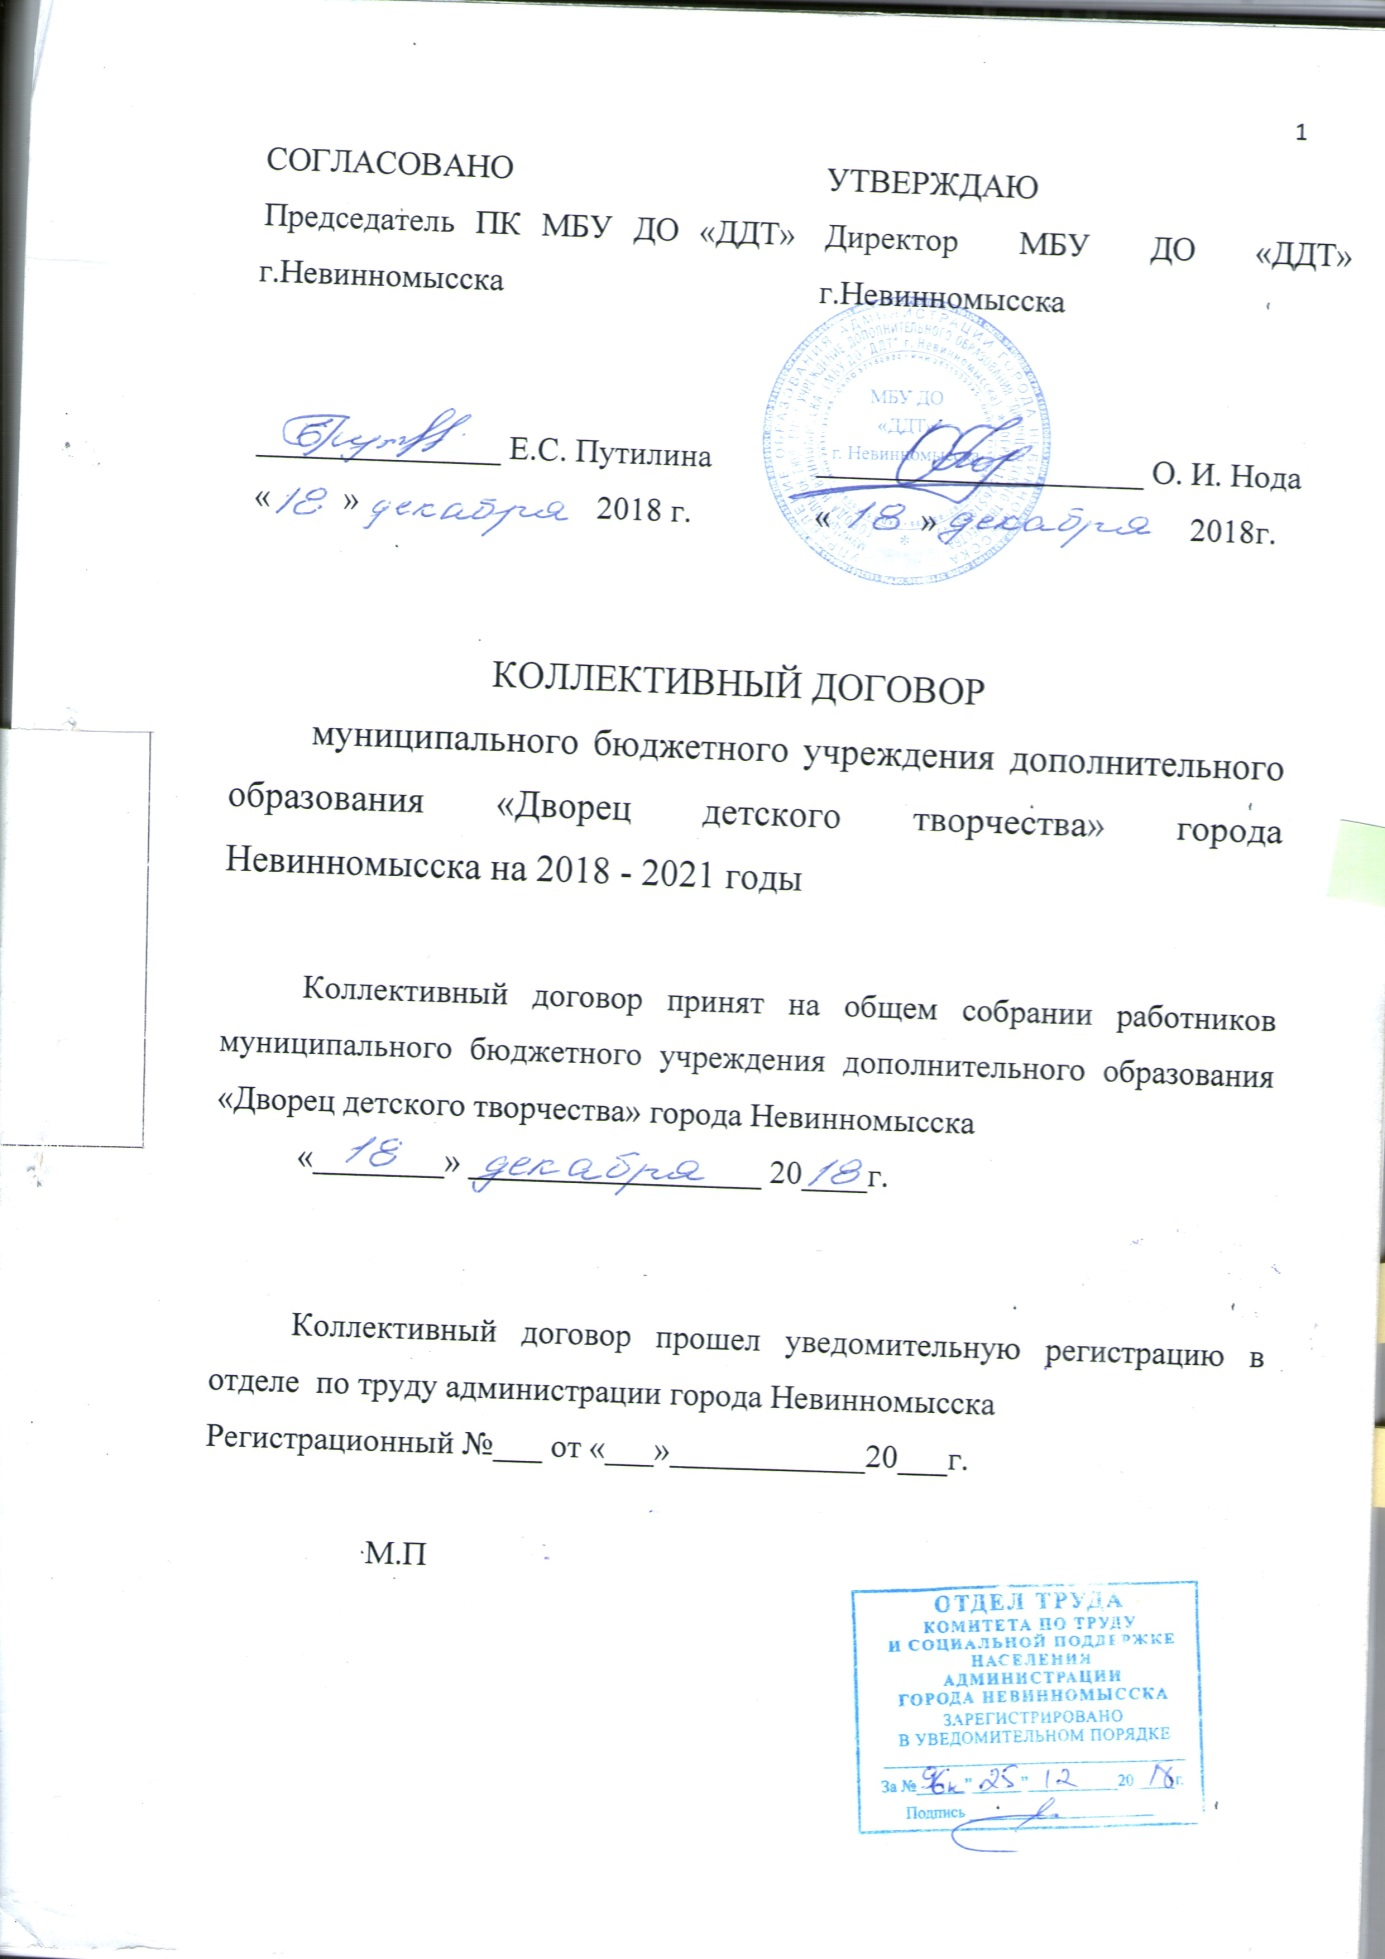 1
СОГЛАСОВАНО
Председатель ПК МБУ ДО «ДДТ»
г.Невинномысска
Е.С. Путилина
«18» декабря 2018 г.
УТВЕРЖДАЮ
Директор МБУ ДО «ДДТ»
г.Невинномысска
МБУ ДО
«ДДТ»
г. Невинномысска
О. И. Нода
«18» декабря 2018г.
КОЛЛЕКТИВНЫЙ ДОГОВОР
муниципального бюджетного учреждения дополнительного
образования «Дворец детского творчества» города
Невинномысска на 2018 - 2021 годы
Коллективный договор принят на общем собрании работников
муниципального бюджетного учреждения дополнительного образования
«Дворец детского творчества» города Невинномысска
«18» декабря 2018г.
Коллективный договор прошел уведомительную регистрацию в
отделе по труду администрации города Невинномысска
Регистрационный №___ от «___»____________20___г.
М.П
ОТДЕЛ ТРУДА
КОМИТЕТА ПО ТРУДУ
И СОЦИАЛЬНОЙ ПОДДЕРЖКЕ
НАСЕЛЕНИЯ
АДМИНИСТРАЦИИ
ГОРОДА НЕВИННОМЫССКА
ЗАРЕГИСТРИРОВАНО
В УВЕДОМИТЕЛЬНОМ ПОРЯДКЕ
За № " 25 " 12 20 18 г.
Подпись